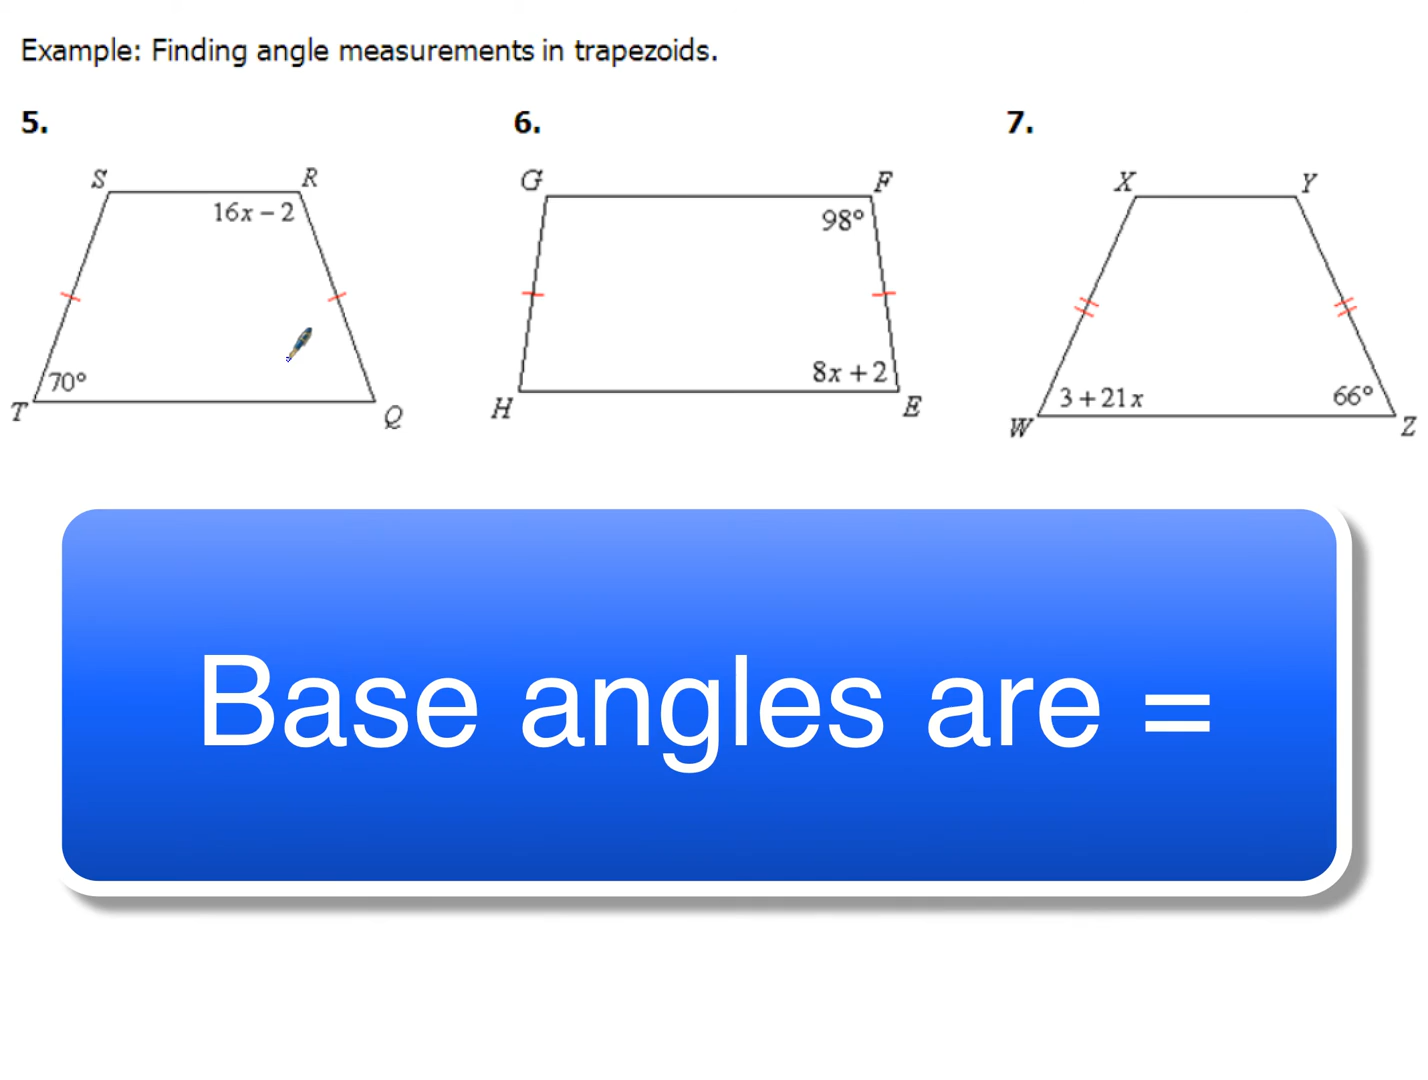 Example: Finding angle measurements in trapezoids.
5. 6. 7.
S R G F X Y
16x – 2 98°
70° 8x + 2 3 + 21x 66°
T Q H E W Z
Base angles are =